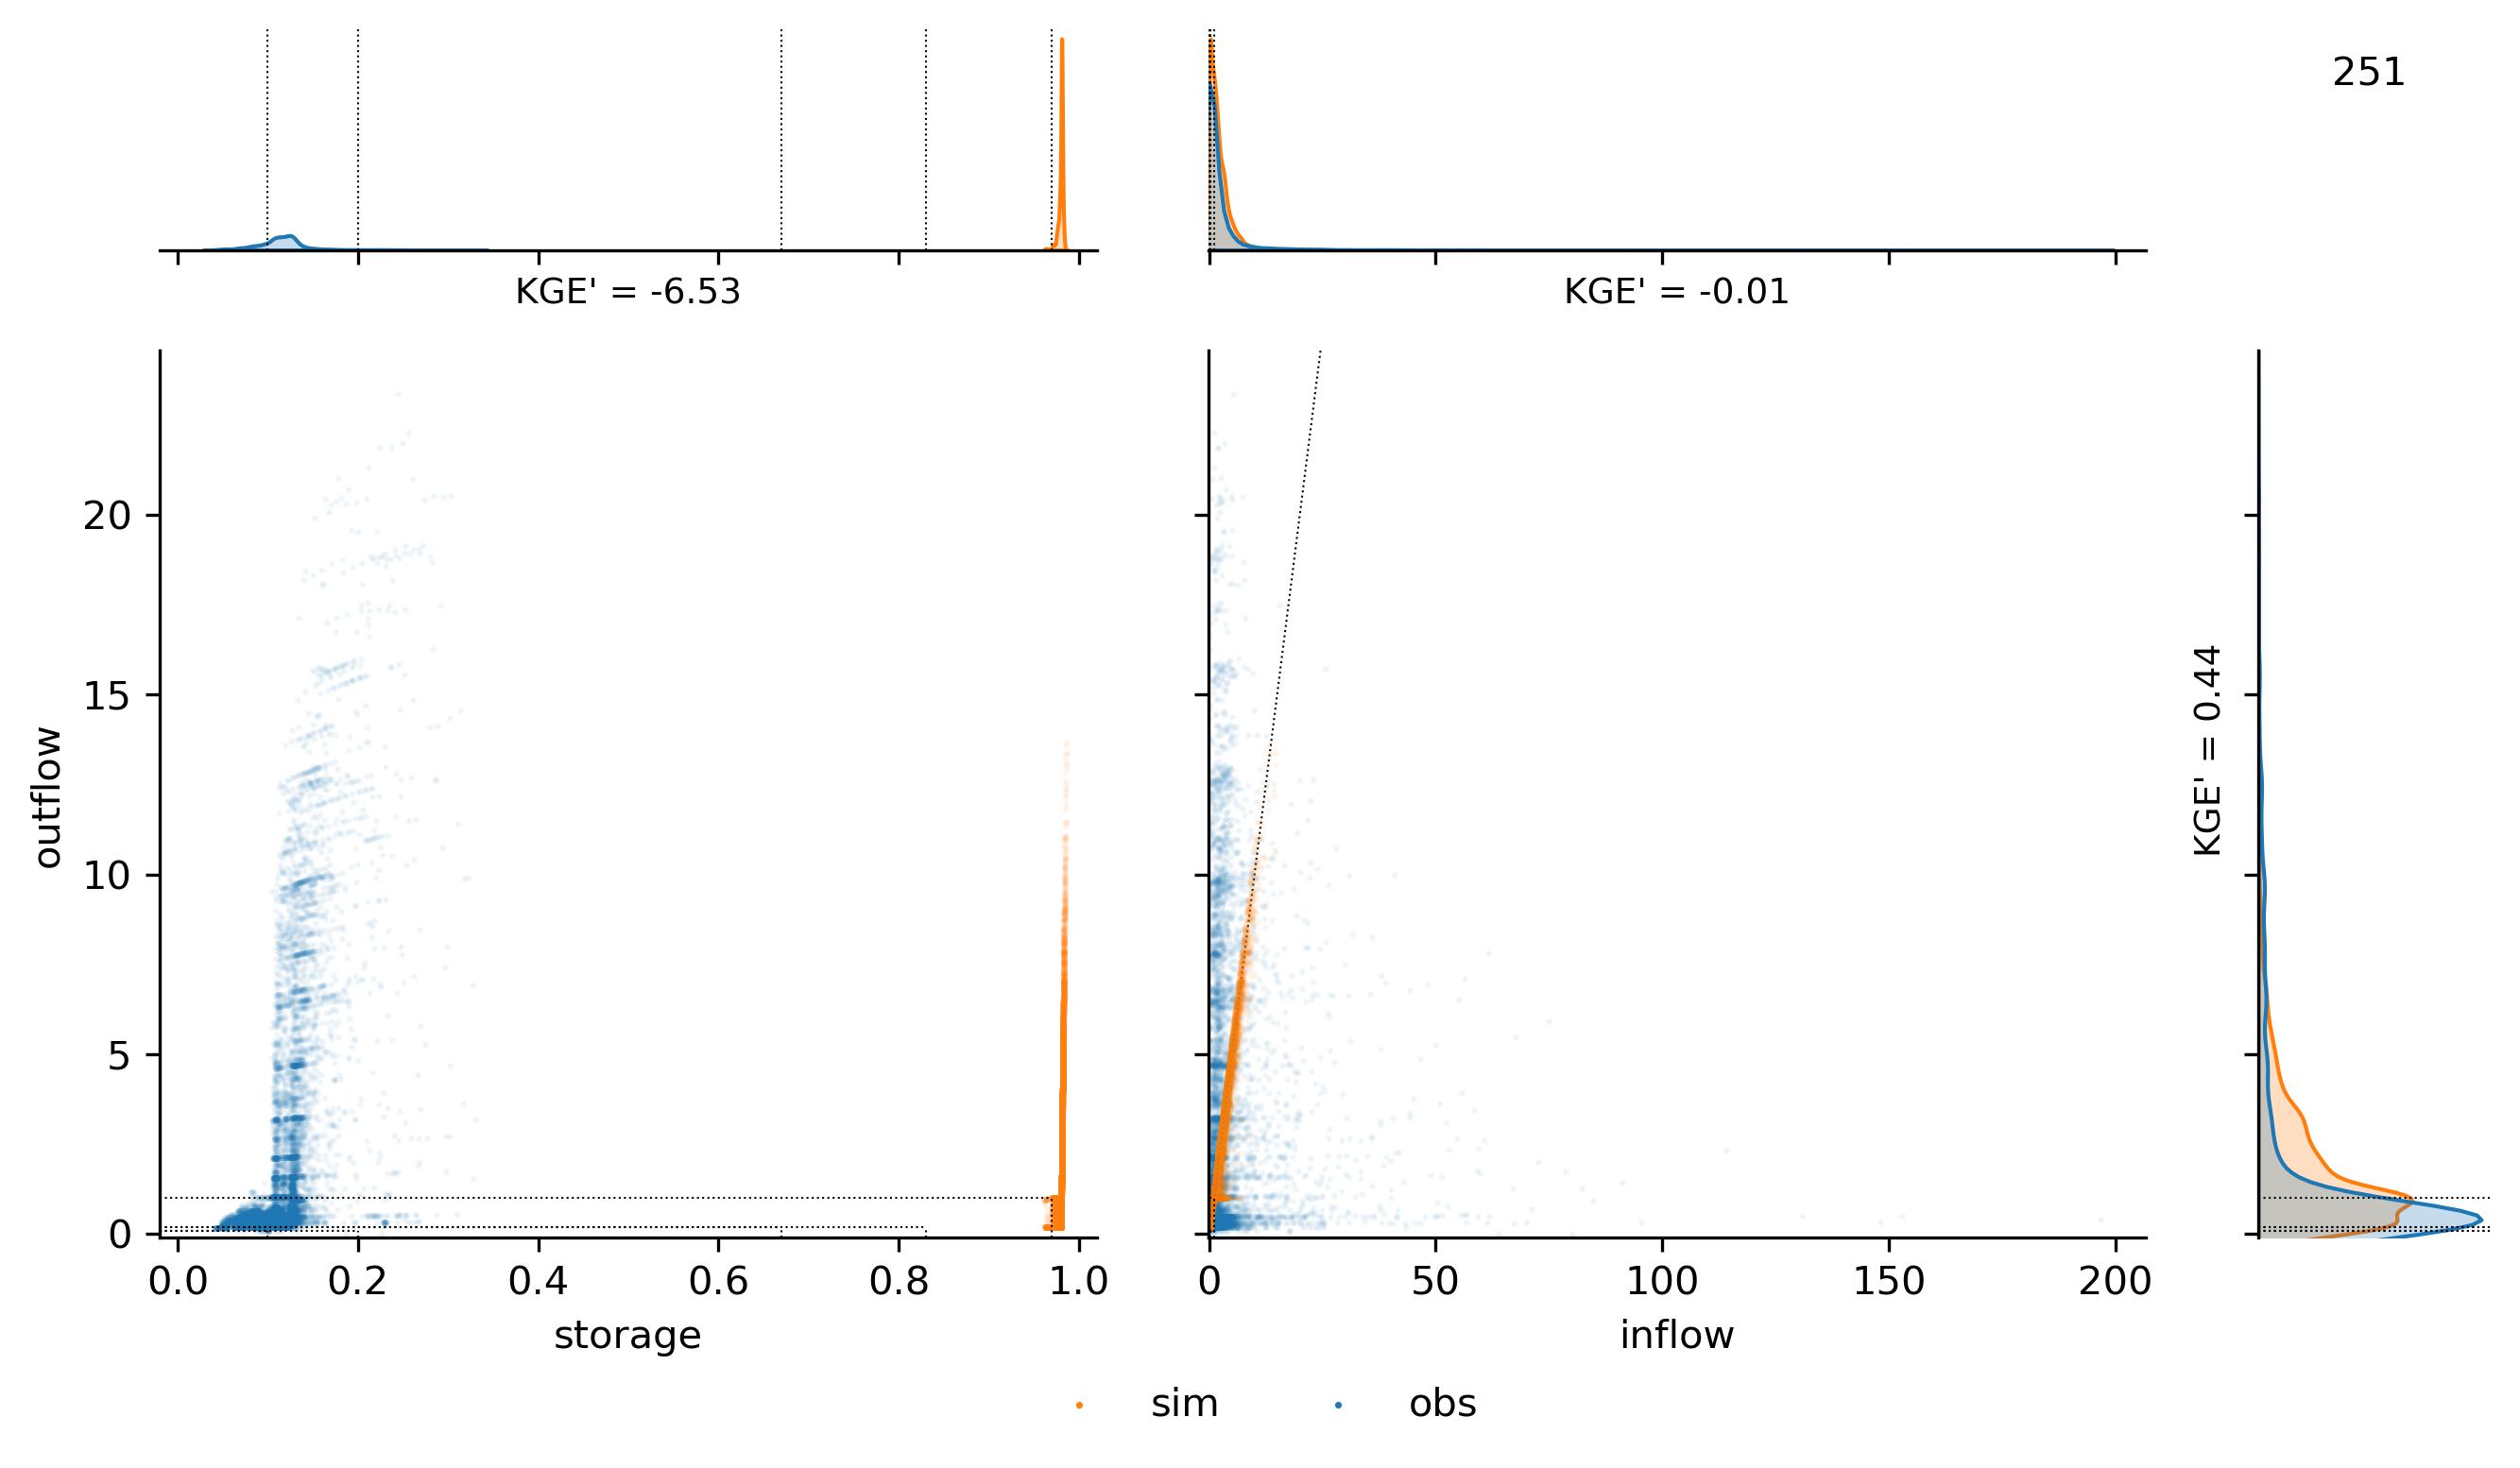 251
KGE' = -6.53
KGE' = -0.01
outflow
20
15
10
5
0
KGE' = 0.44
0.0 0.2 0.4 0.6 0.8 1.0
storage
0 50 100 150 200
inflow
sim obs